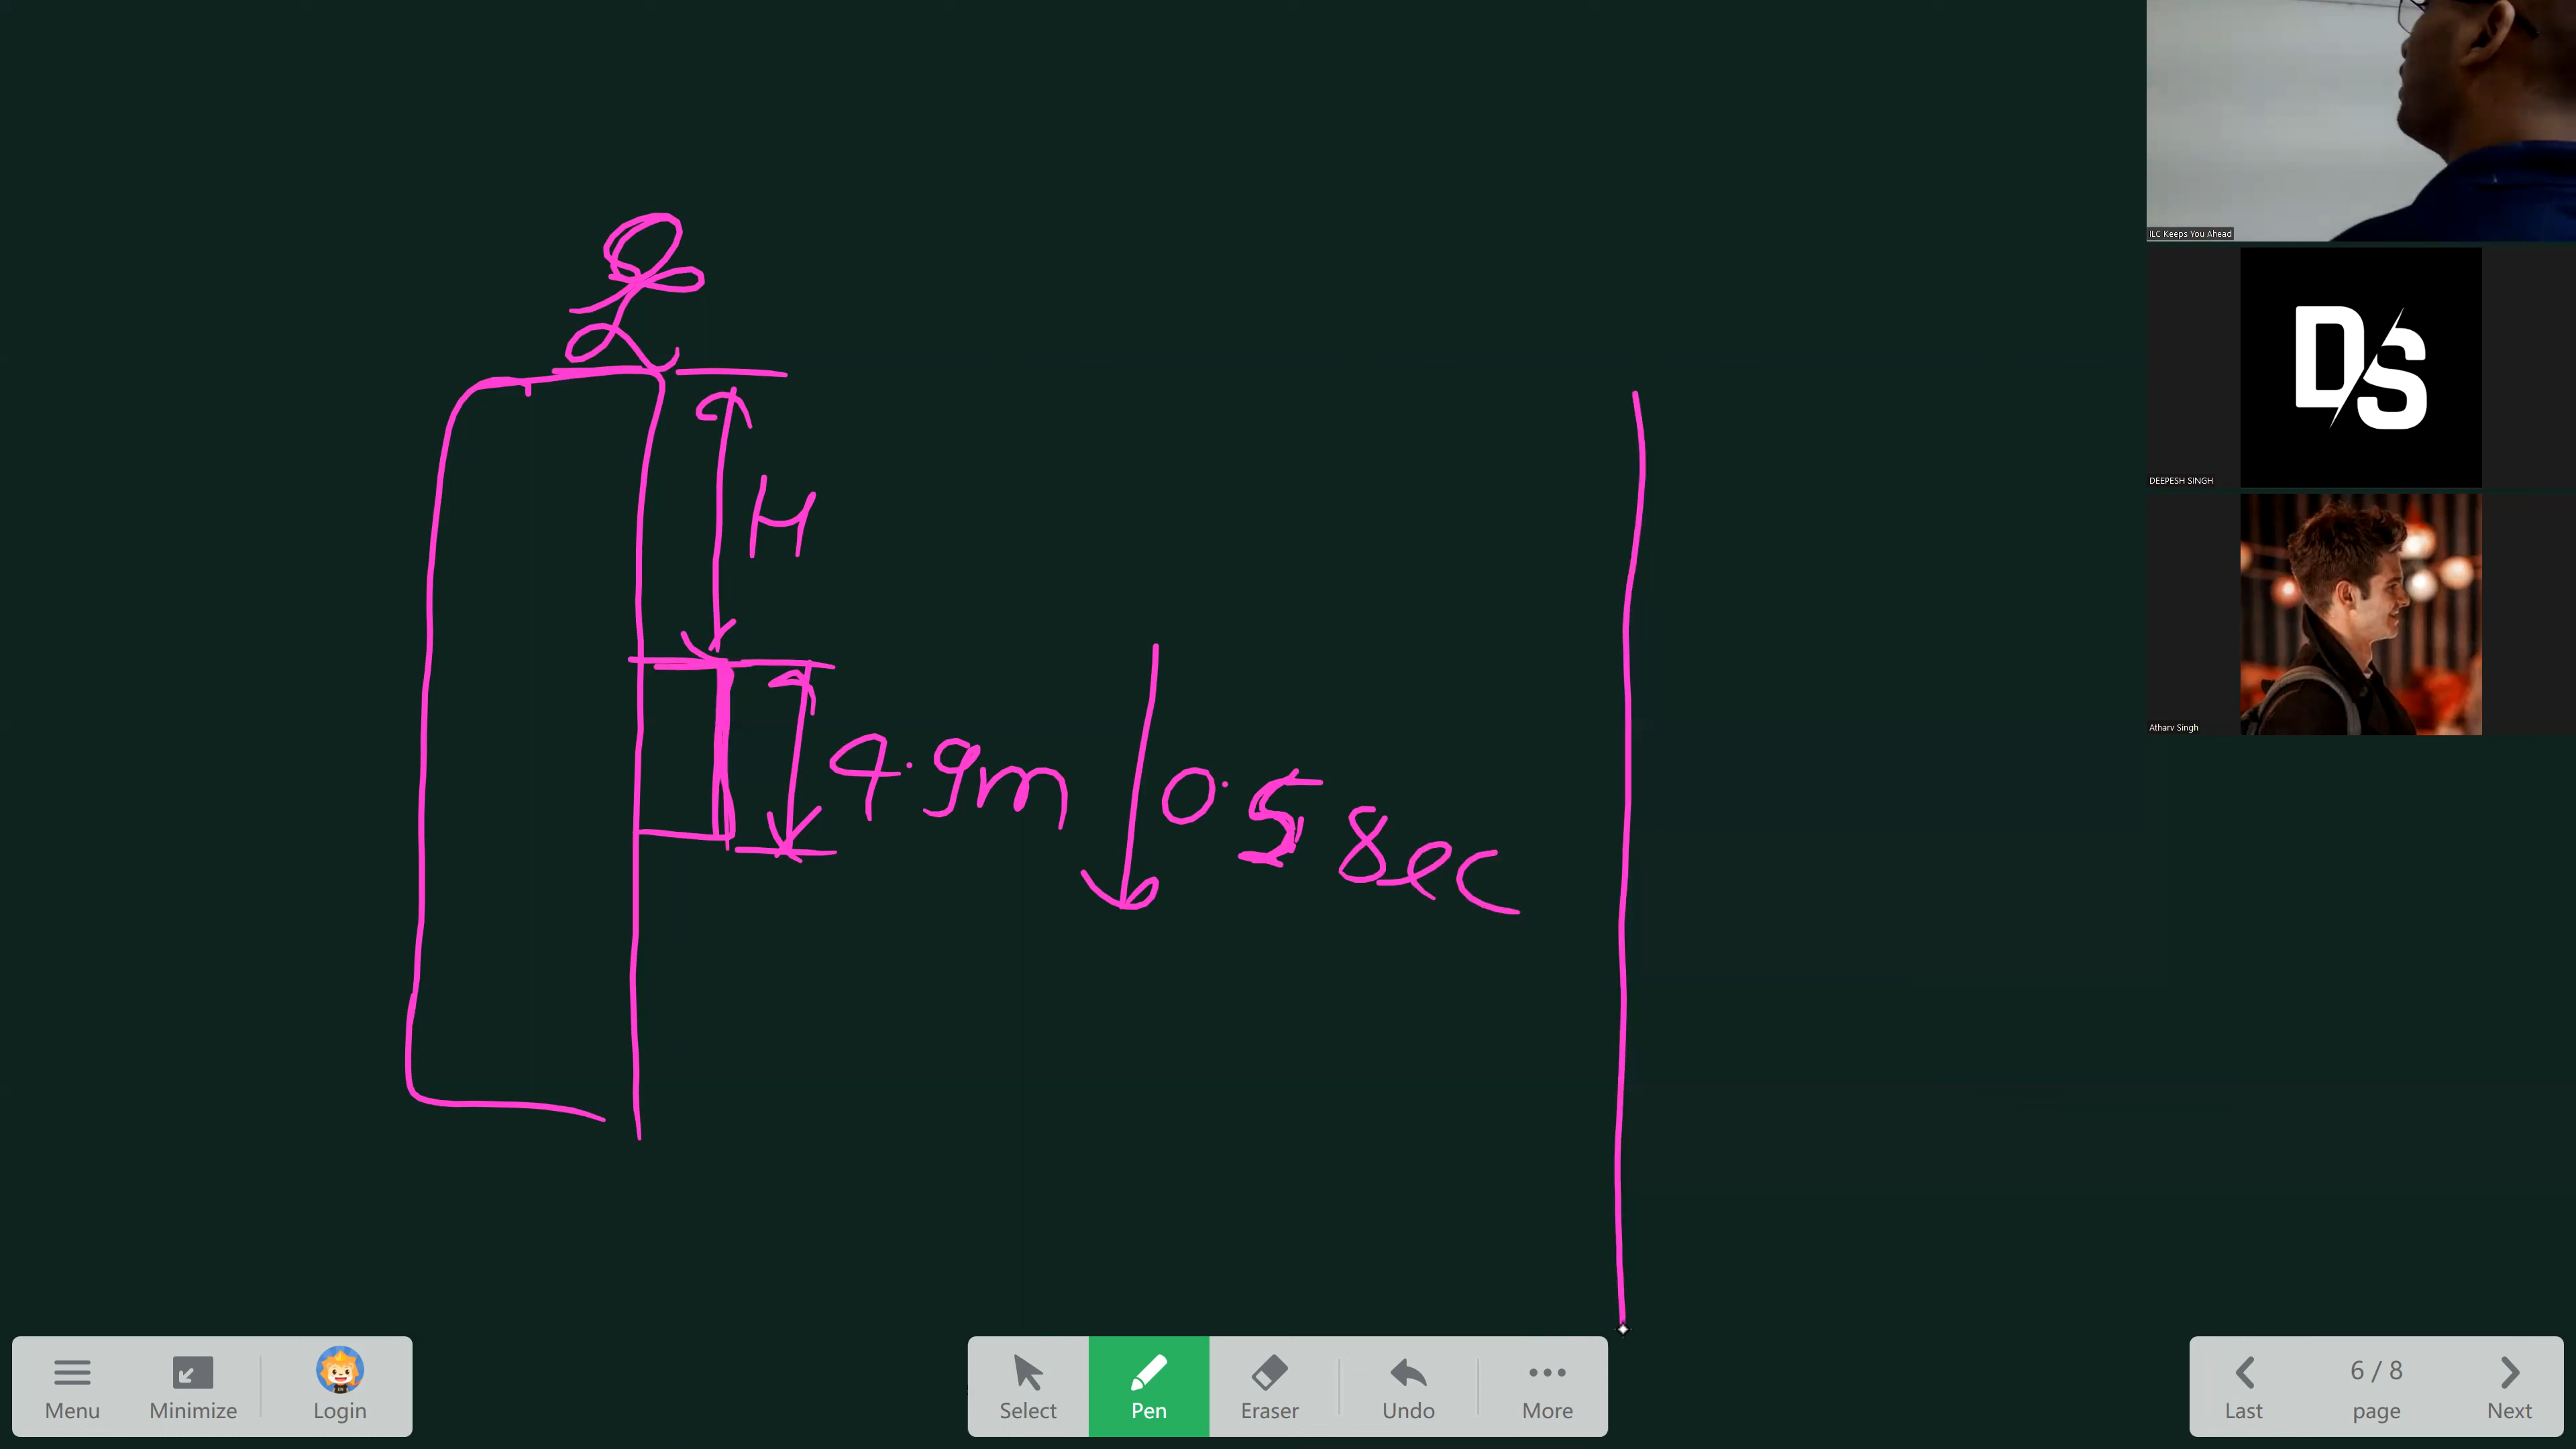 H
4.9m
0.5 sec
ILC Keeps You Ahead
DS
DEEPESH SINGH
Atharv Singh
Menu
Minimize
Login
Select
Pen
Eraser
Undo
More
Last
6 / 8
page
Next